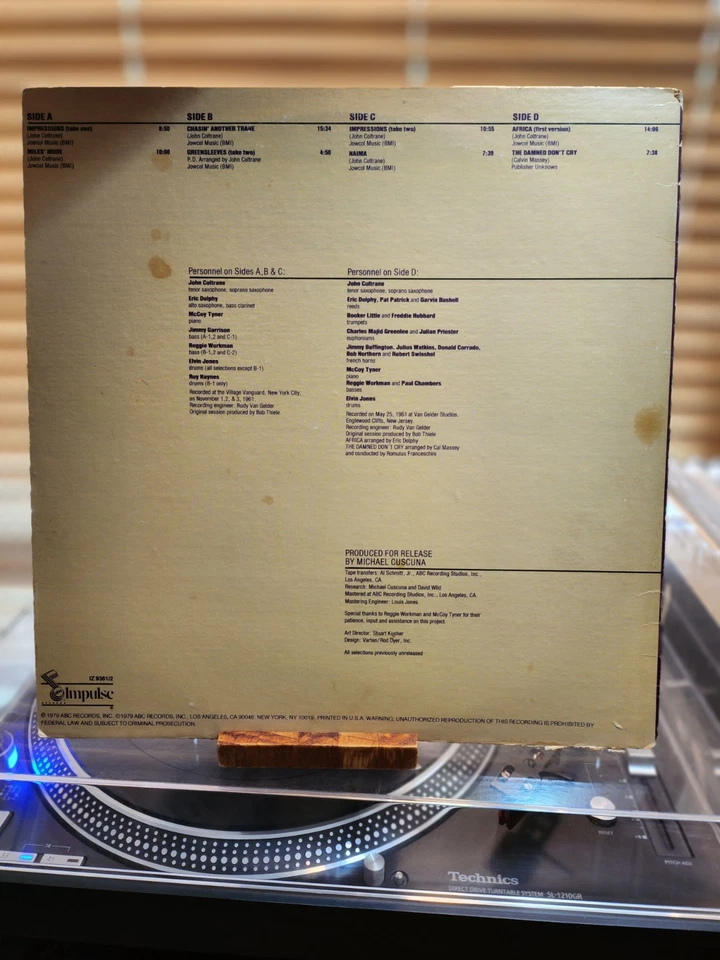 SIDE A
IMPRESSIONS (take one) 8:50
(John Coltrane)
Jowcol Music (BMI)
MILES' MODE 10:00
(John Coltrane)
Jowcol Music (BMI)
SIDE B
CHASIN' ANOTHER TRANE 15:34
(John Coltrane)
Jowcol Music (BMI)
GREENSLEEVES (take two) 4:56
P.D. Arranged by John Coltrane
Jowcol Music (BMI)
SIDE C
IMPRESSIONS (take two) 10:55
(John Coltrane)
Jowcol Music (BMI)
NAIMA 7:39
(John Coltrane)
Jowcol Music (BMI)
SIDE D
AFRICA (first version) 14:06
(John Coltrane)
Jowcol Music (BMI)
THE DAMNED DON'T CRY 7:38
(Calvin Massey)
Publisher Unknown
Personnel on Sides A,B & C:
John Coltrane
tenor saxophone, soprano saxophone
Eric Dolphy
alto saxophone, bass clarinet
McCoy Tyner
piano
Jimmy Garrison
bass (A-1,2 and C-1)
Reggie Workman
bass (B-1,2 and C-2)
Elvin Jones
drums (all selections except B-1)
Roy Haynes
drums (B-1 only)
Recorded at the Village Vanguard, New York City,
on November 1,2, & 3, 1961.
Recording engineer: Rudy Van Gelder
Original session produced by Bob Thiele
Personnel on Side D:
John Coltrane
tenor saxophone, soprano saxophone
Eric Dolphy, Pat Patrick and Garvin Bushell
reeds
Booker Little and Freddie Hubbard
trumpets
Charles Majid Greenlee and Julian Priester
euphoniums
Jimmy Buffington, Julius Watkins, Donald Corrado,
Bob Northern and Robert Swisshel
french horns
McCoy Tyner
piano
Reggie Workman and Paul Chambers
basses
Elvin Jones
drums
Recorded on May 25, 1961 at Van Gelder Studios,
Englewood Cliffs, New Jersey.
Recording engineer: Rudy Van Gelder
Original session produced by Bob Thiele
AFRICA arranged by Eric Dolphy
THE DAMNED DON'T CRY arranged by Cal Massey
and conducted by Romulus Franceschini
PRODUCED FOR RELEASE
BY MICHAEL CUSCUNA
Tape transfers: Al Schmitt, Jr., ABC Recording Studios, Inc.,
Los Angeles, CA.
Research: Michael Cuscuna and David Wild
Mastered at ABC Recording Studios, Inc., Los Angeles, CA.
Mastering Engineer: Louis Jones
Special thanks to Reggie Workman and McCoy Tyner for their
patience, input and assistance on this project
Art Director: Stuart Kusher
Design: Vartan/Rod Dyer, Inc.
All selections previously unreleased
IZ 9361/2
Impulse
RECORDS
®
℗ 1979 ABC RECORDS, INC. ©1979 ABC RECORDS, INC., LOS ANGELES, CA 90048. NEW YORK, NY 10019. PRINTED IN U.S.A. WARNING: UNAUTHORIZED REPRODUCTION OF THIS RECORDING IS PROHIBITED BY
FEDERAL LAW AND SUBJECT TO CRIMINAL PROSECUTION.
RESET
Technics
DIRECT DRIVE TURNTABLE SYSTEM SL-1210GR